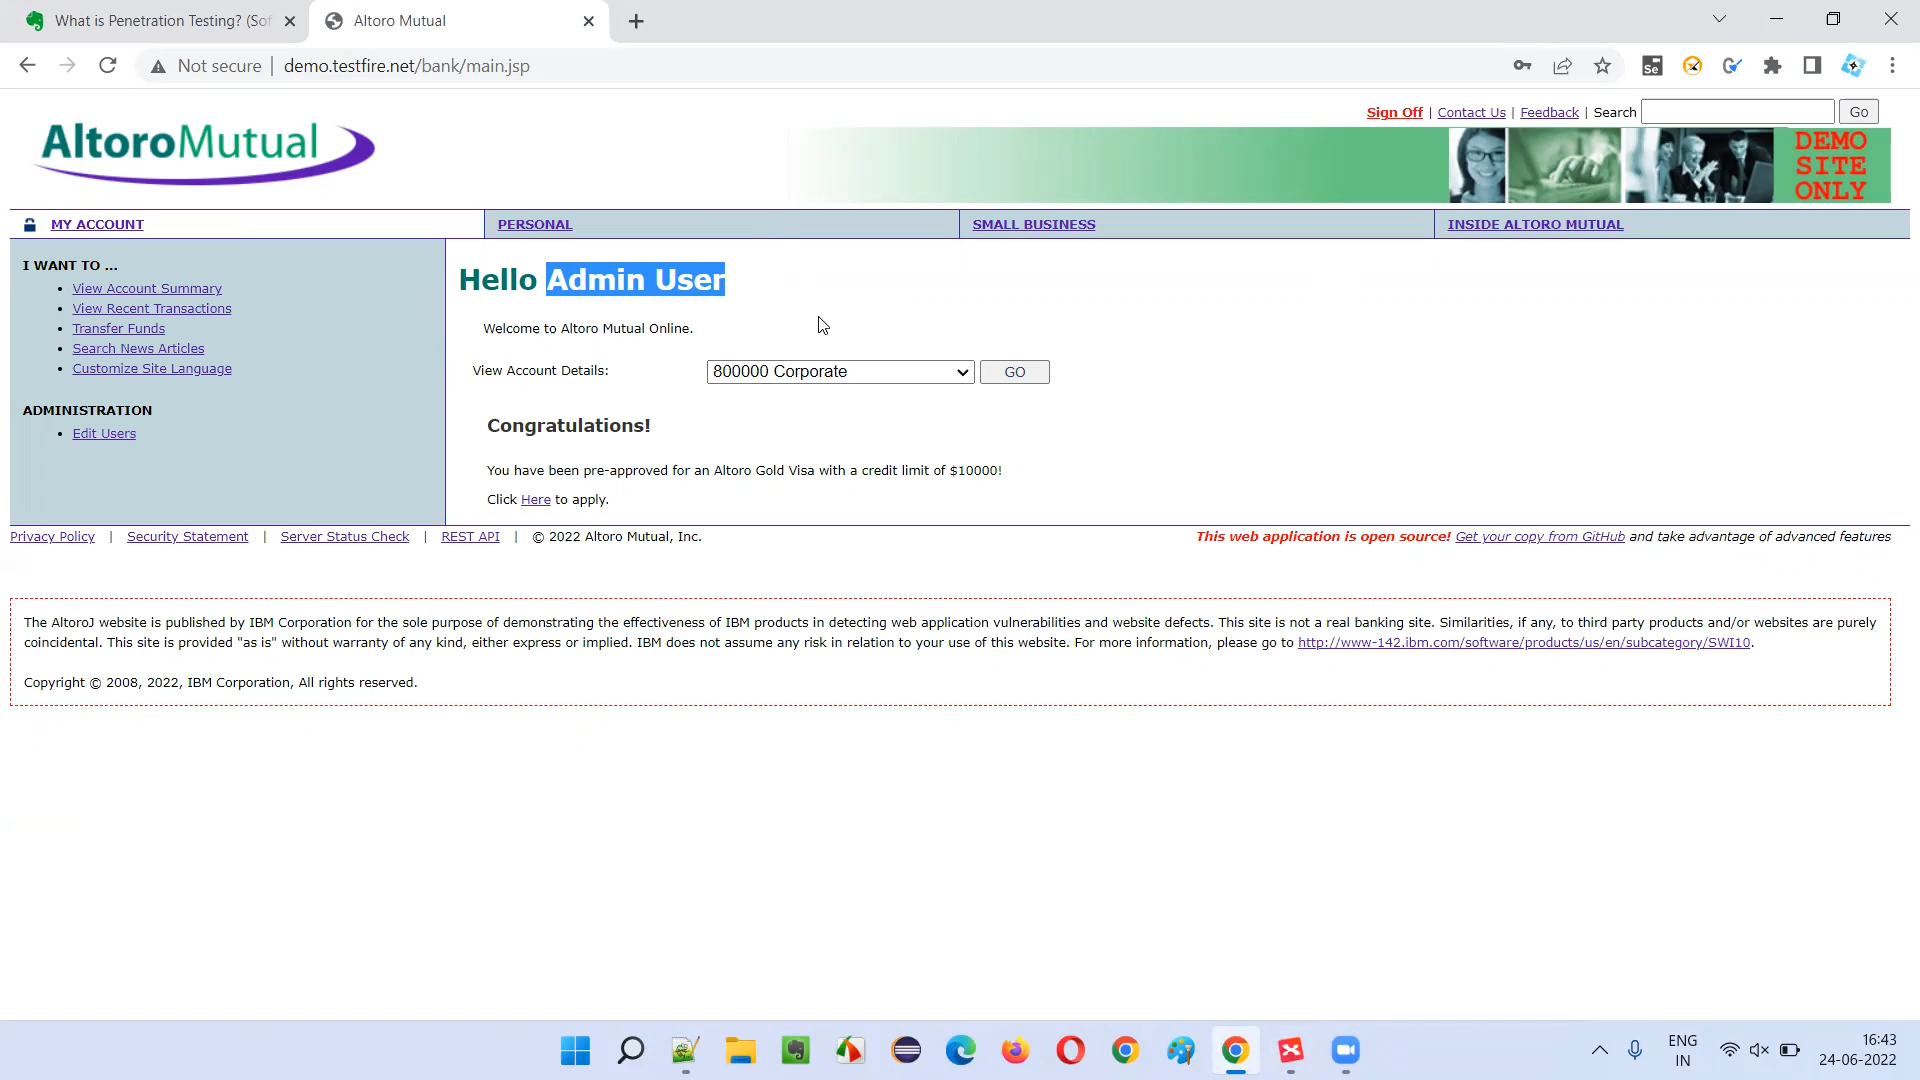 What is Penetration Testing? (Sof
Altoro Mutual
Not secure | demo.testfire.net/bank/main.jsp
Sign Off | Contact Us | Feedback | Search Go
AltoroMutual
DEMO
SITE
ONLY
MY ACCOUNT
PERSONAL
SMALL BUSINESS
INSIDE ALTORO MUTUAL
I WANT TO ...
• View Account Summary
• View Recent Transactions
• Transfer Funds
• Search News Articles
• Customize Site Language
ADMINISTRATION
• Edit Users
Hello Admin User
Welcome to Altoro Mutual Online.
View Account Details: 800000 Corporate GO
Congratulations!
You have been pre-approved for an Altoro Gold Visa with a credit limit of $10000!
Click Here to apply.
Privacy Policy | Security Statement | Server Status Check | REST API | © 2022 Altoro Mutual, Inc.
This web application is open source! Get your copy from GitHub and take advantage of advanced features
The AltoroJ website is published by IBM Corporation for the sole purpose of demonstrating the effectiveness of IBM products in detecting web application vulnerabilities and website defects. This site is not a real banking site. Similarities, if any, to third party products and/or websites are purely
coincidental. This site is provided "as is" without warranty of any kind, either express or implied. IBM does not assume any risk in relation to your use of this website. For more information, please go to http://www-142.ibm.com/software/products/us/en/subcategory/SWI10.
Copyright © 2008, 2022, IBM Corporation, All rights reserved.
Se
ENG
IN
16:43
24-06-2022